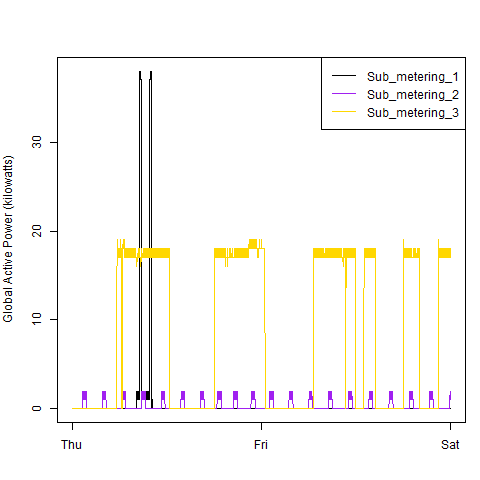 Sub_metering_1
Sub_metering_2
Sub_metering_3
Global Active Power (kilowatts)
30
20
10
0
Thu Fri Sat